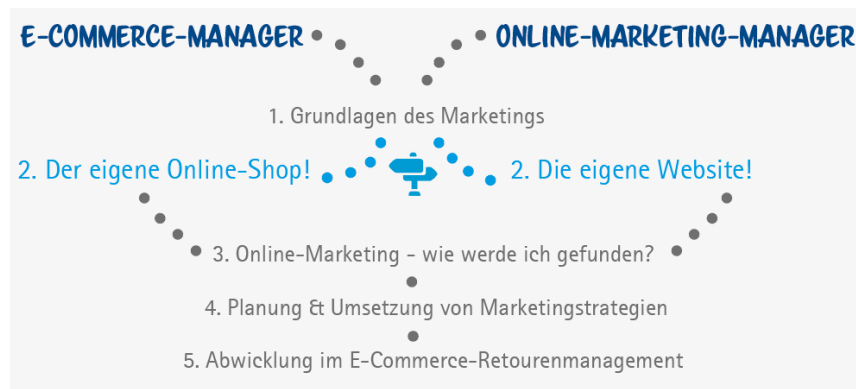 E-COMMERCE-MANAGER
ONLINE-MARKETING-MANAGER
1. Grundlagen des Marketings
2. Der eigene Online-Shop!
2. Die eigene Website!
3. Online-Marketing - wie werde ich gefunden?
4. Planung & Umsetzung von Marketingstrategien
5. Abwicklung im E-Commerce-Retourenmanagement